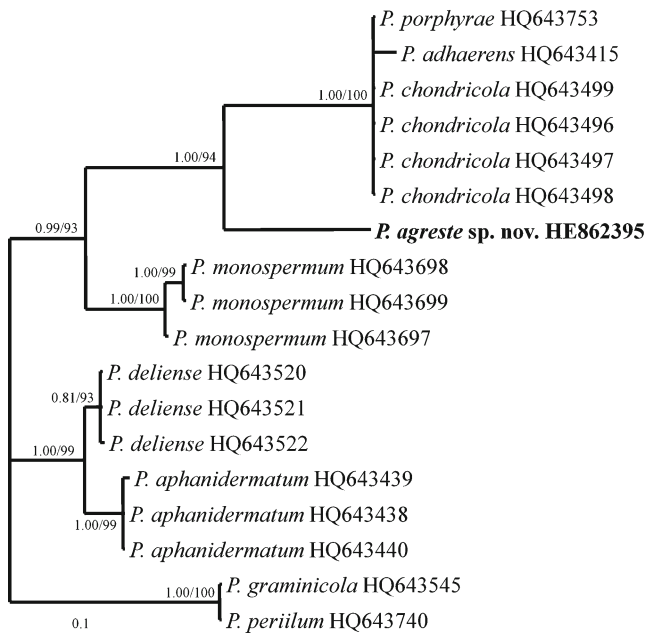 P. porphyrae HQ643753
P. adhaerens HQ643415
1.00/100
P. chondricola HQ643499
P. chondricola HQ643496
1.00/94
P. chondricola HQ643497
P. chondricola HQ643498
0.99/93
P. agreste sp. nov. HE862395
1.00/99
P. monospermum HQ643698
1.00/100
P. monospermum HQ643699
P. monospermum HQ643697
P. deliense HQ643520
0.81/93
P. deliense HQ643521
1.00/99
P. deliense HQ643522
P. aphanidermatum HQ643439
1.00/99
P. aphanidermatum HQ643438
P. aphanidermatum HQ643440
1.00/100
P. graminicola HQ643545
P. periilum HQ643740
0.1